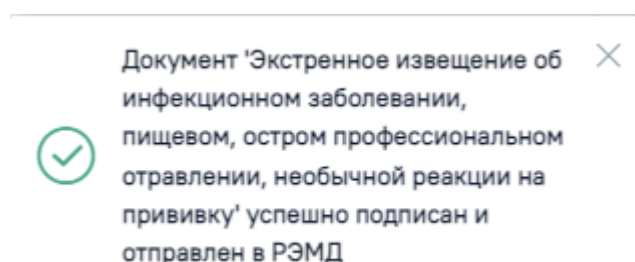 Документ 'Экстренное извещение об
инфекционном заболевании,
пищевом, остром профессиональном
отравлении, необычной реакции на
прививку' успешно подписан и
отправлен в РЭМД